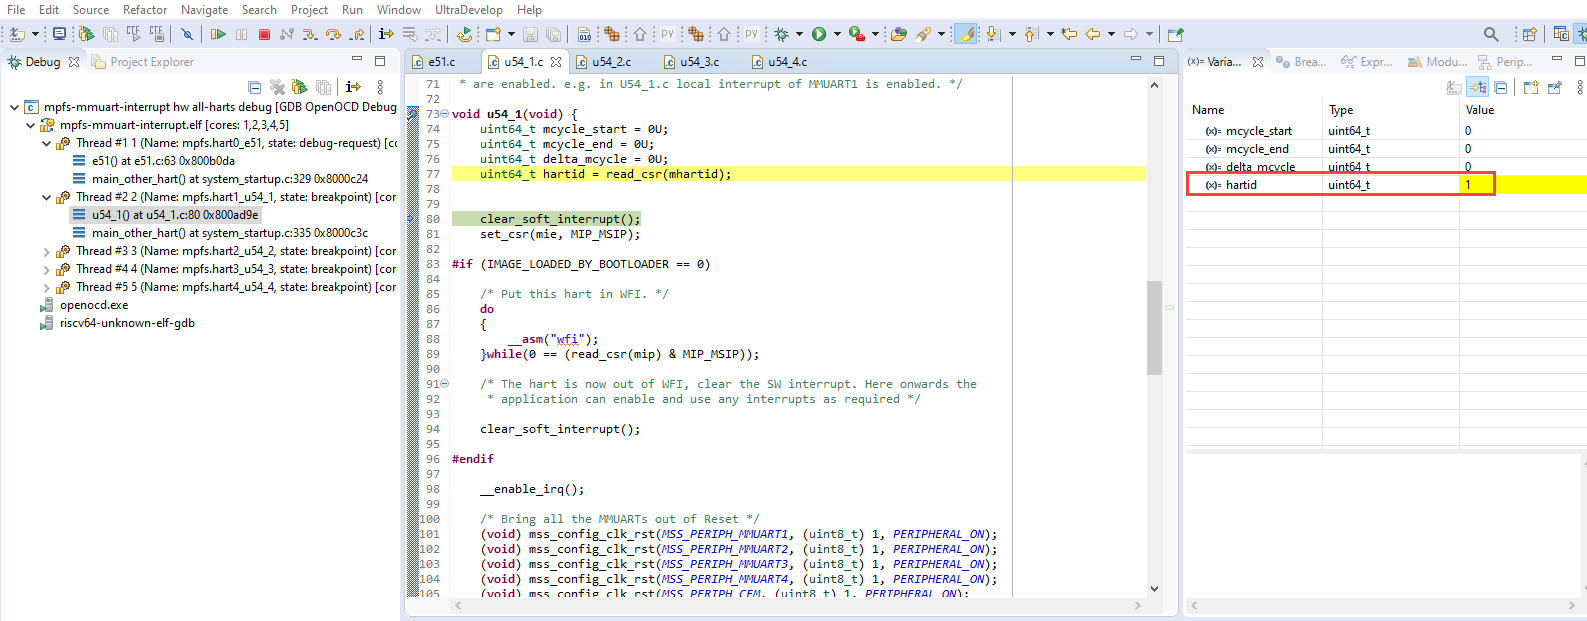 File Edit Source Refactor Navigate Search Project Run Window UltraDevelop Help
Debug Project Explorer
mpfs-mmuart-interrupt hw all-harts debug [GDB OpenOCD Debug
mpfs-mmuart-interrupt.elf [cores: 1,2,3,4,5]
Thread #1 1 (Name: mpfs.hart0_e51, state: debug-request) [co
e51() at e51.c:63 0x800b0da
main_other_hart() at system_startup.c:329 0x8000c24
Thread #2 2 (Name: mpfs.hart1_u54_1, state: breakpoint) [cor
u54_1() at u54_1.c:80 0x800ad9e
main_other_hart() at system_startup.c:335 0x8000c3c
Thread #3 3 (Name: mpfs.hart2_u54_2, state: breakpoint) [cor
Thread #4 4 (Name: mpfs.hart3_u54_3, state: breakpoint) [cor
Thread #5 5 (Name: mpfs.hart4_u54_4, state: breakpoint) [cor
openocd.exe
riscv64-unknown-elf-gdb
e51.c u54_1.c u54_2.c u54_3.c u54_4.c
71 * are enabled. e.g. in U54_1.c local interrupt of MMUART1 is enabled. */
72
73 void u54_1(void) {
74 uint64_t mcycle_start = 0U;
75 uint64_t mcycle_end = 0U;
76 uint64_t delta_mcycle = 0U;
77 uint64_t hartid = read_csr(mhartid);
78
79
80 clear_soft_interrupt();
81 set_csr(mie, MIP_MSIP);
82
83 #if (IMAGE_LOADED_BY_BOOTLOADER == 0)
84
85 /* Put this hart in WFI. */
86 do
87 {
88 __asm("wfi");
89 }while(0 == (read_csr(mip) & MIP_MSIP));
90
91 /* The hart is now out of WFI, clear the SW interrupt. Here onwards the
92 * application can enable and use any interrupts as required */
93
94 clear_soft_interrupt();
95
96 #endif
97
98 __enable_irq();
99
100 /* Bring all the MMUARTs out of Reset */
101 (void) mss_config_clk_rst(MSS_PERIPH_MMUART1, (uint8_t) 1, PERIPHERAL_ON);
102 (void) mss_config_clk_rst(MSS_PERIPH_MMUART2, (uint8_t) 1, PERIPHERAL_ON);
103 (void) mss_config_clk_rst(MSS_PERIPH_MMUART3, (uint8_t) 1, PERIPHERAL_ON);
104 (void) mss_config_clk_rst(MSS_PERIPH_MMUART4, (uint8_t) 1, PERIPHERAL_ON);
105 (void) mss_config_clk_rst(MSS_PERIPH_CFM, (uint8_t) 1, PERIPHERAL_ON);
(x)= Varia... Brea... Expr... Modu... Perip...
Name Type Value
(x)= mcycle_start uint64_t 0
(x)= mcycle_end uint64_t 0
(x)= delta_mcycle uint64_t 0
(x)= hartid uint64_t 1